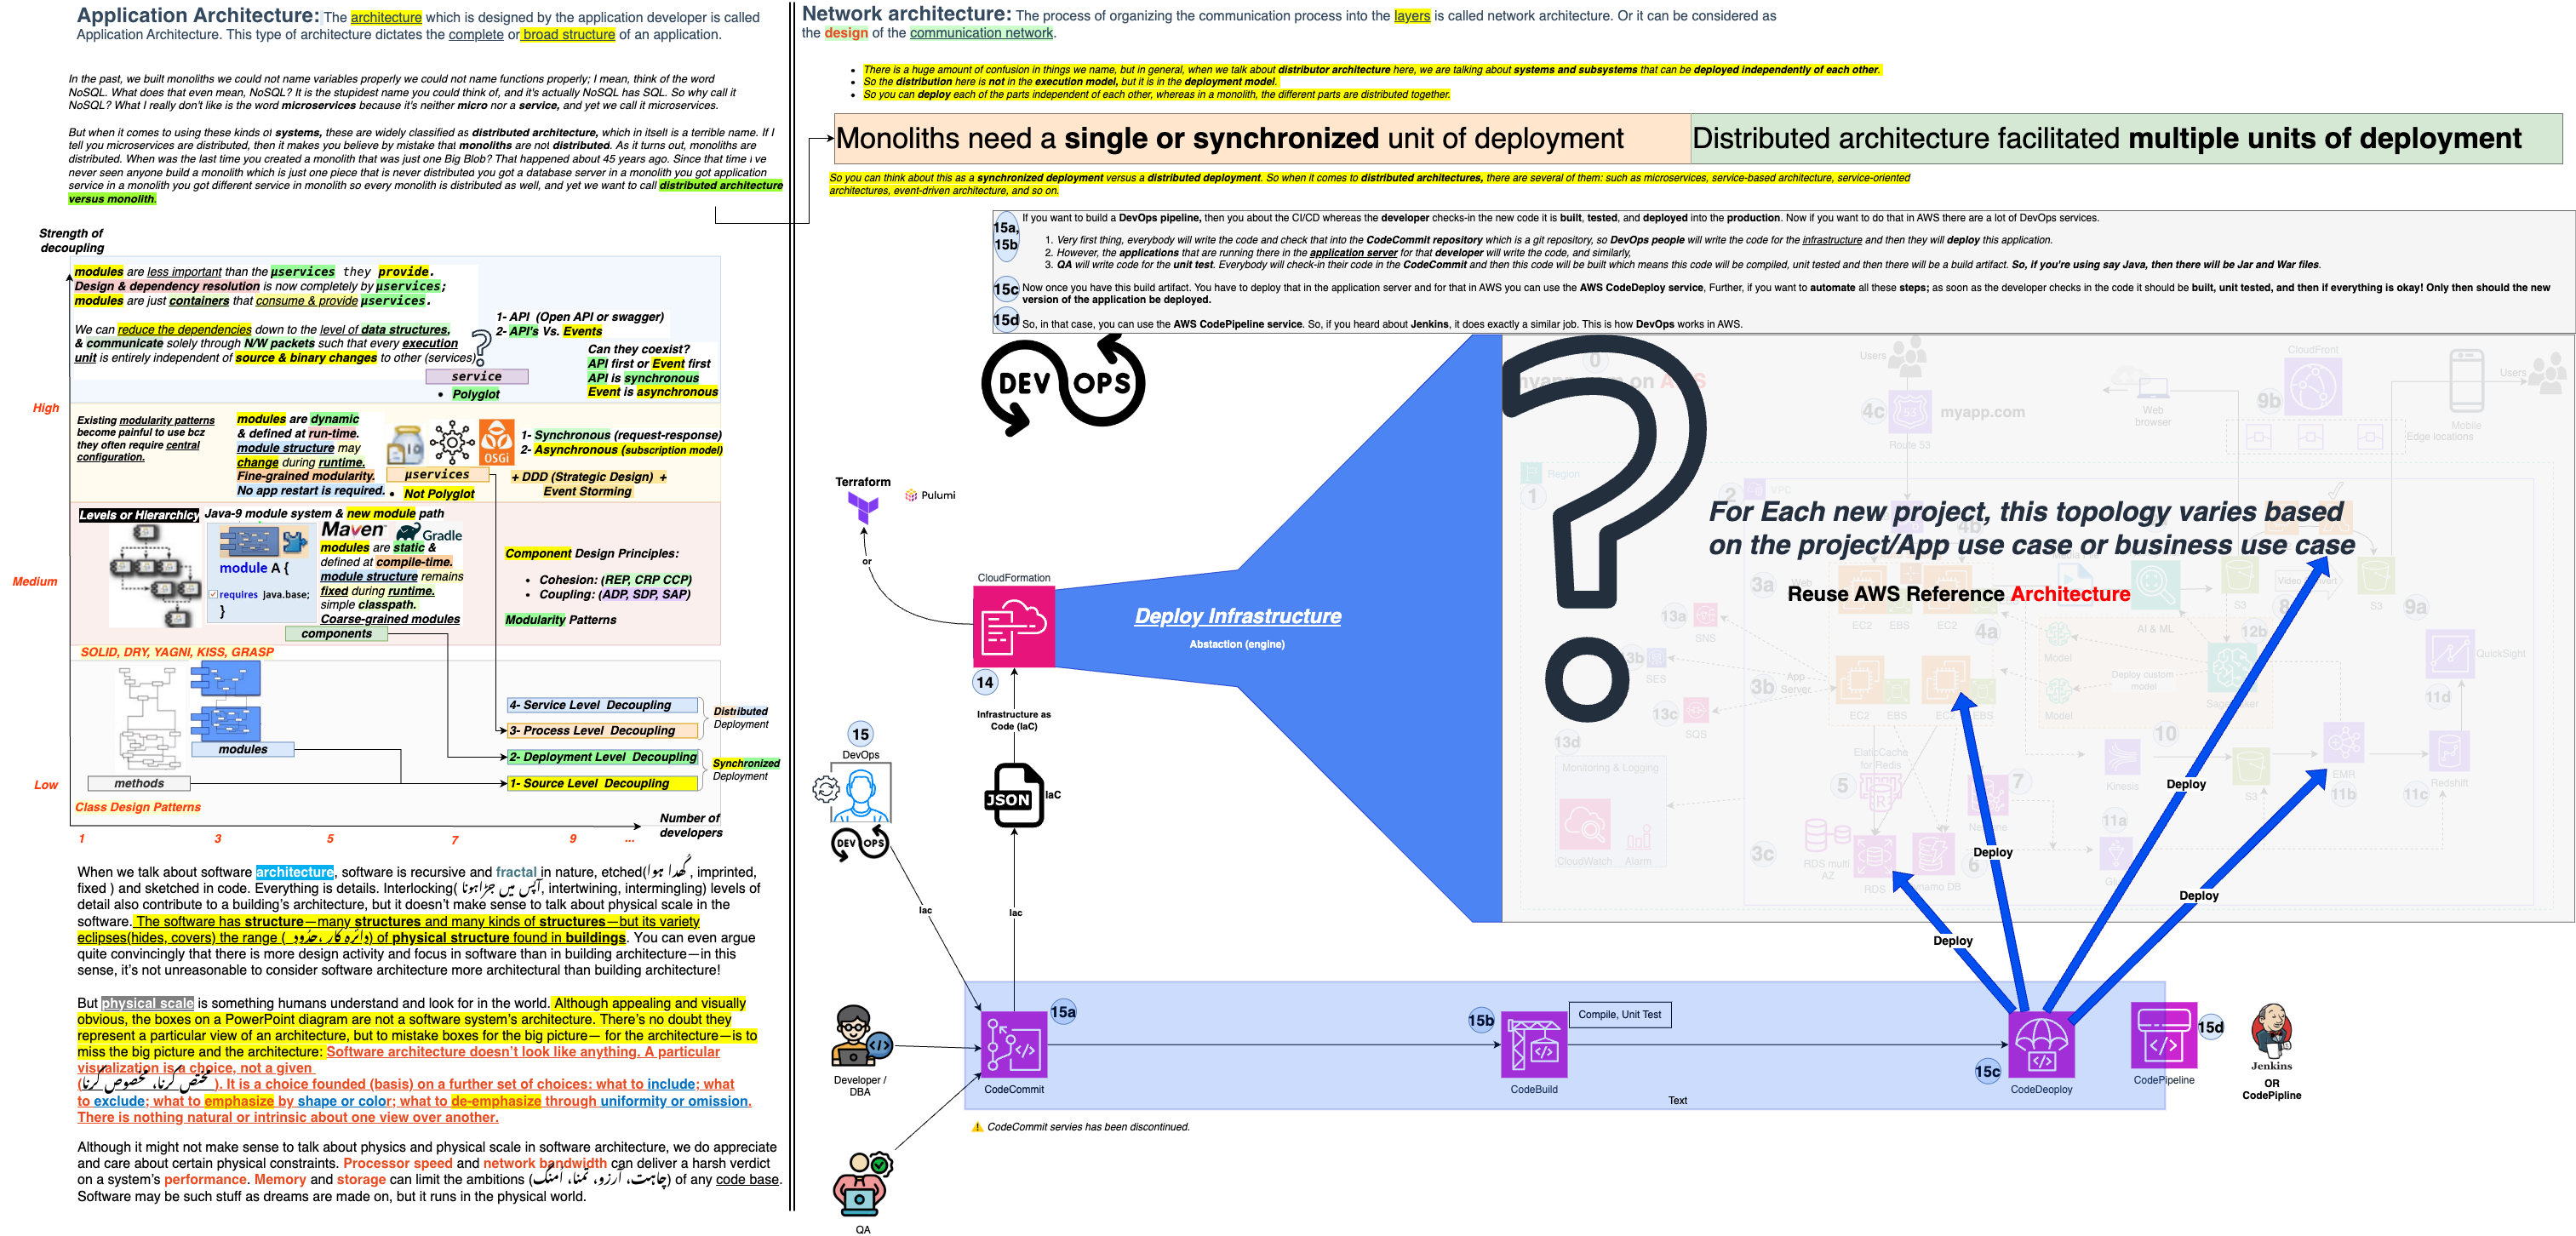 Application Architecture: The architecture which is designed by the application developer is called
Application Architecture. This type of architecture dictates the complete or broad structure of an application.
In the past, we built monoliths we could not name variables properly we could not name functions properly; I mean, think of the word
NoSQL. What does that even mean, NoSQL? It is the stupidest name you could think of, and it's actually NoSQL has SQL. So why call it
NoSQL? What I really don't like is the word microservices because it's neither micro nor a service, and yet we call it microservices.
But when it comes to using these kinds of systems, these are widely classified as distributed architecture, which in itself is a terrible name. If I
tell you microservices are distributed, then it makes you believe by mistake that monoliths are not distributed. As it turns out, monoliths are
distributed. When was the last time you created a monolith that was just one Big Blob? That happened about 45 years ago. Since that time i ve
never seen anyone build a monolith which is just one piece that is never distributed you got a database server in a monolith you got application
service in a monolith you got different service in monolith so every monolith is distributed as well, and yet we want to call distributed architecture
versus monolith.
Strength of
decoupling
modules are less important than the µservices they provide.
Design & dependency resolution is now completely by µservices;
modules are just containers that consume & provide µservices.
We can reduce the dependencies down to the level of data structures,
& communicate solely through N/W packets such that every execution
unit is entirely independent of source & binary changes to other (services)
1- API (Open API or swagger)
2- API's Vs. Events
?
Can they coexist?
API first or Event first
API is synchronous
Event is asynchronous
service
• Polyglot
High
Existing modularity patterns
become painful to use bcz
they often require central
configuration.
modules are dynamic
& defined at run-time.
module structure may
change during runtime.
Fine-grained modularity.
No app restart is required.
OSGi
1- Synchronous (request-response)
2- Asynchronous (subscription model)
µservices
• Not Polyglot
+ DDD (Strategic Design) +
Event Storming
Levels or Hierarchicy
Java-9 module system & new module path
module A {
requires java.base;
}
Maven
Gradle
modules are static &
defined at compile-time.
module structure remains
fixed during runtime.
simple classpath.
Coarse-grained modules
components
Component Design Principles:
• Cohesion: (REP, CRP CCP)
• Coupling: (ADP, SDP, SAP)
Modularity Patterns
Medium
SOLID, DRY, YAGNI, KISS, GRASP
modules
methods
Class Design Patterns
Low
4- Service Level Decoupling
3- Process Level Decoupling
2- Deployment Level Decoupling
1- Source Level Decoupling
Distributed
Deployment
Synchronized
Deployment
Number of
developers
1 3 5 7 9 ...
When we talk about software architecture, software is recursive and fractal in nature, etched(کُھدا ہوا, imprinted,
fixed ) and sketched in code. Everything is details. Interlocking( آپس میں جڑاہونا, intertwining, intermingling) levels of
detail also contribute to a building's architecture, but it doesn't make sense to talk about physical scale in the
software. The software has structure—many structures and many kinds of structures—but its variety
eclipses(hides, covers) the range ( دائرہ کار ،حدُود) of physical structure found in buildings. You can even argue
quite convincingly that there is more design activity and focus in software than in building architecture—in this
sense, it's not unreasonable to consider software architecture more architectural than building architecture!
But physical scale is something humans understand and look for in the world. Although appealing and visually
obvious, the boxes on a PowerPoint diagram are not a software system's architecture. There's no doubt they
represent a particular view of an architecture, but to mistake boxes for the big picture— for the architecture—is to
miss the big picture and the architecture: Software architecture doesn't look like anything. A particular
visualization is a choice, not a given
(مختص کرنا، مخصوص کرنا). It is a choice founded (basis) on a further set of choices: what to include; what
to exclude; what to emphasize by shape or color; what to de-emphasize through uniformity or omission.
There is nothing natural or intrinsic about one view over another.
Although it might not make sense to talk about physics and physical scale in software architecture, we do appreciate
and care about certain physical constraints. Processor speed and network bandwidth can deliver a harsh verdict
on a system's performance. Memory and storage can limit the ambitions (چاہت، آرزو، تمنا، امنگ) of any code base.
Software may be such stuff as dreams are made on, but it runs in the physical world.
Network architecture: The process of organizing the communication process into the layers is called network architecture. Or it can be considered as
the design of the communication network.
• There is a huge amount of confusion in things we name, but in general, when we talk about distributor architecture here, we are talking about systems and subsystems that can be deployed independently of each other.
• So the distribution here is not in the execution model, but it is in the deployment model.
• So you can deploy each of the parts independent of each other, whereas in a monolith, the different parts are distributed together.
Monoliths need a single or synchronized unit of deployment
Distributed architecture facilitated multiple units of deployment
So you can think about this as a synchronized deployment versus a distributed deployment. So when it comes to distributed architectures, there are several of them: such as microservices, service-based architecture, service-oriented
architectures, event-driven architecture, and so on.
15a,
15b
If you want to build a DevOps pipeline, then you about the CI/CD whereas the developer checks-in the new code it is built, tested, and deployed into the production. Now if you want to do that in AWS there are a lot of DevOps services.
1. Very first thing, everybody will write the code and check that into the CodeCommit repository which is a git repository, so DevOps people will write the code for the infrastructure and then they will deploy this application.
2. However, the applications that are running there in the application server for that developer will write the code, and similarly,
3. QA will write code for the unit test. Everybody will check-in their code in the CodeCommit and then this code will be built which means this code will be compiled, unit tested and then there will be a build artifact. So, if you're using say Java, then there will be Jar and War files.
15c
Now once you have this build artifact. You have to deploy that in the application server and for that in AWS you can use the AWS CodeDeploy service, Further, if you want to automate all these steps; as soon as the developer checks in the code it should be built, unit tested, and then if everything is okay! Only then should the new
version of the application be deployed.
15d
So, in that case, you can use the AWS CodePipeline service. So, if you heard about Jenkins, it does exactly a similar job. This is how DevOps works in AWS.
DEV OPS
Terraform
Pulumi
or
CloudFormation
14
Deploy Infrastructure
Abstaction (engine)
Infrastructure as
Code (IaC)
JSON
IaC
Iac
15
DevOps
DEV OPS
Iac
?
For Each new project, this topology varies based
on the project/App use case or business use case
Reuse AWS Reference Architecture
0
on AWS
Users
4c
53
myapp.com
Route 53
Web
browser
CloudFront
9b
Edge locations
Mobile
Users
Region
1
2
VPC
3a
Web
4b
EC2
EBS
EC2
4a
AI & ML
S3
Video
8
S3
9a
12b
13a
SNS
3b
SES
13c
SQS
3b
App
Server
EC2
EBS
EC2
EBS
Model
Model
Deploy custom
model
SageMaker
QuickSight
11d
13d
Monitoring & Logging
CloudWatch
Alarm
ElasticCache
for Redis
5
7
3c
RDS multi
AZ
RDS
Dynamo DB
6
10
Kinesis
11a
S3
EMR
11b
11c
Redshift
Deploy
Deploy
Deploy
Deploy
Developer /
DBA
QA
CodeCommit
15a
15b
CodeBuild
Compile, Unit Test
15c
CodeDeoploy
CodePipeline
15d
Jenkins
OR
CodePipline
Text
⚠ CodeCommit servies has been discontinued.